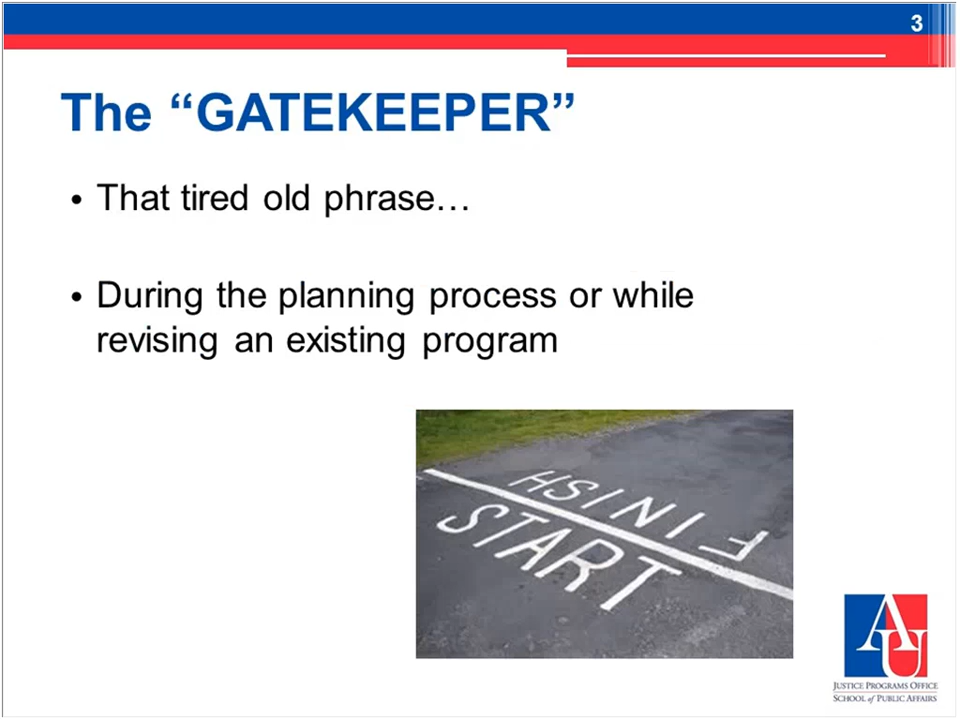 3
The “GATEKEEPER”
• That tired old phrase…
• During the planning process or while
revising an existing program
FINISH
START
AU
JUSTICE PROGRAMS OFFICE
SCHOOL of PUBLIC AFFAIRS